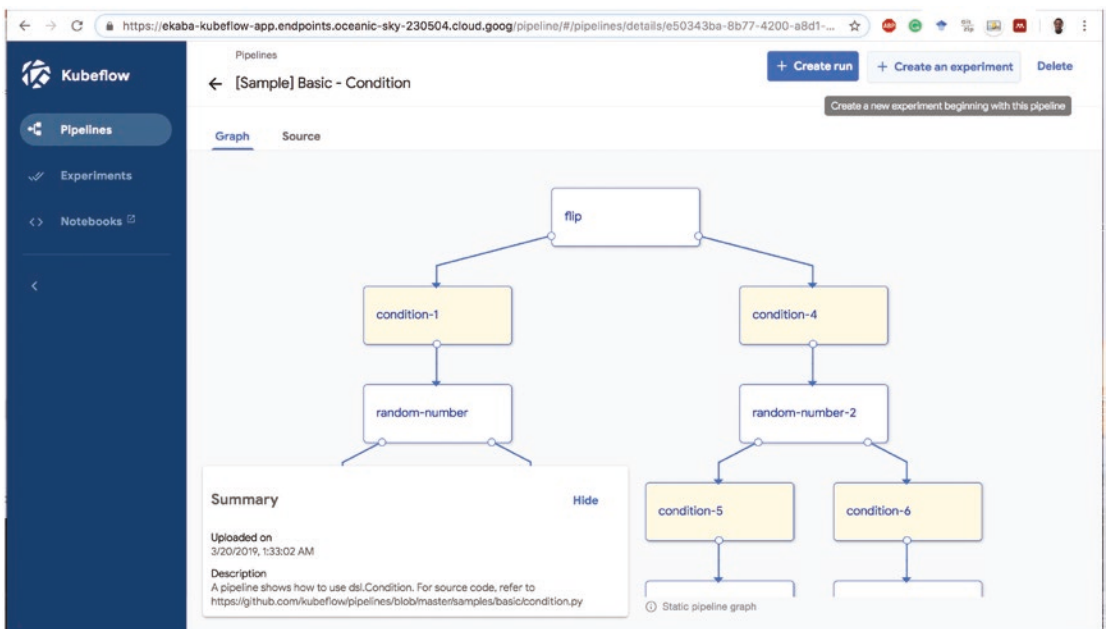 https://ekaba-kubeflow-app.endpoints.oceanic-sky-230504.cloud.goog/pipeline/#/pipelines/details/e50343ba-8b77-4200-a8d1-...
Kubeflow
Pipelines
Experiments
Notebooks
Pipelines
[Sample] Basic - Condition
+ Create run
+ Create an experiment
Delete
Create a new experiment beginning with this pipeline
Graph
Source
flip
condition-1
condition-4
random-number
random-number-2
condition-5
condition-6
Summary
Hide
Uploaded on
3/20/2019, 1:33:02 AM
Description
A pipeline shows how to use dsl.Condition. For source code, refer to
https://github.com/kubeflow/pipelines/blob/master/samples/basic/condition.py
Static pipeline graph